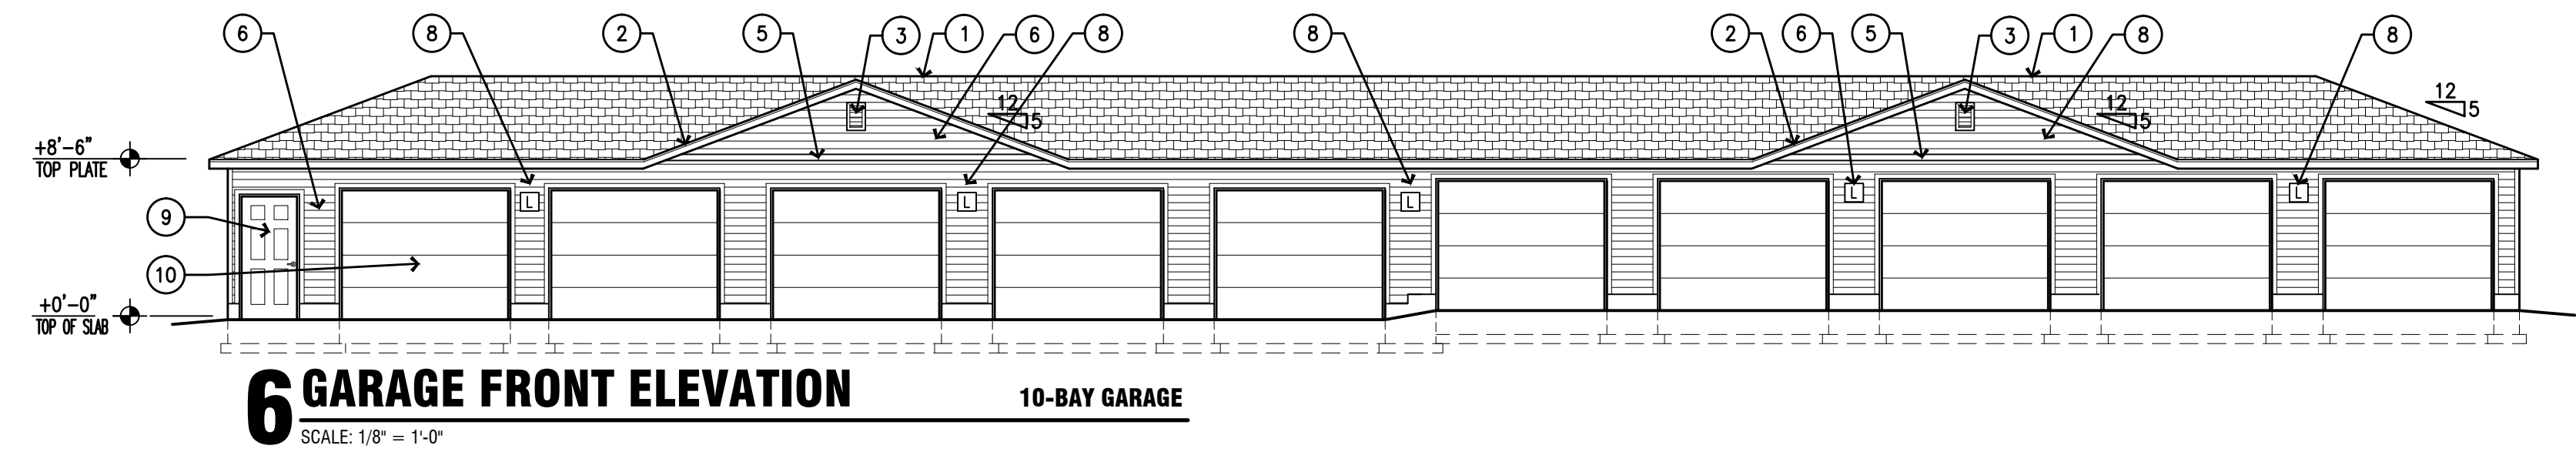 6 8 2 5 3 1 6 8 8 2 6 5 3 1 8 8
12
5
12
5
12
5
+8'-6"
TOP PLATE
L L L L L
9
10
+0'-0"
TOP OF SLAB
6 GARAGE FRONT ELEVATION 10-BAY GARAGE
SCALE: 1/8" = 1'-0"